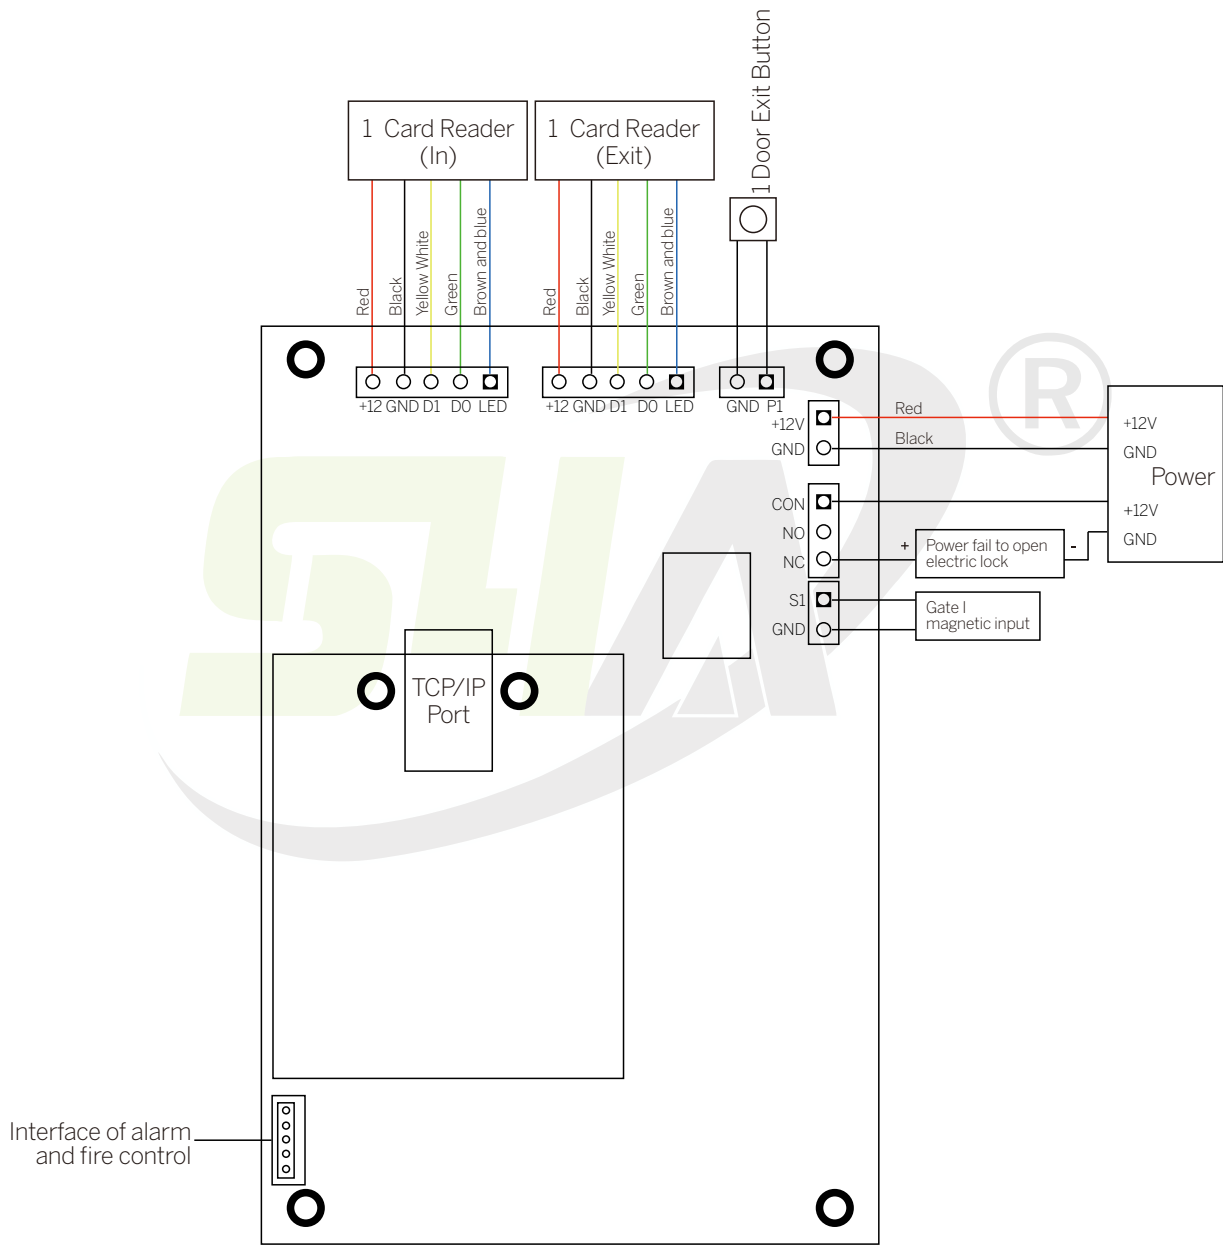 1 Door Exit Button
1 Card Reader
(In)
1 Card Reader
(Exit)
Red
Black
Yellow White
Green
Brown and blue
Red
Black
Yellow White
Green
Brown and blue
+12 GND D1 D0 LED
+12 GND D1 D0 LED
GND P1
®
+12V
Red
+12V
GND
Black
GND
Power
CON
+12V
NO
NC
+
Power fail to open
electric lock
-
GND
S1
GND
Gate I
magnetic input
SHA
TCP/IP
Port
Interface of alarm
and fire control